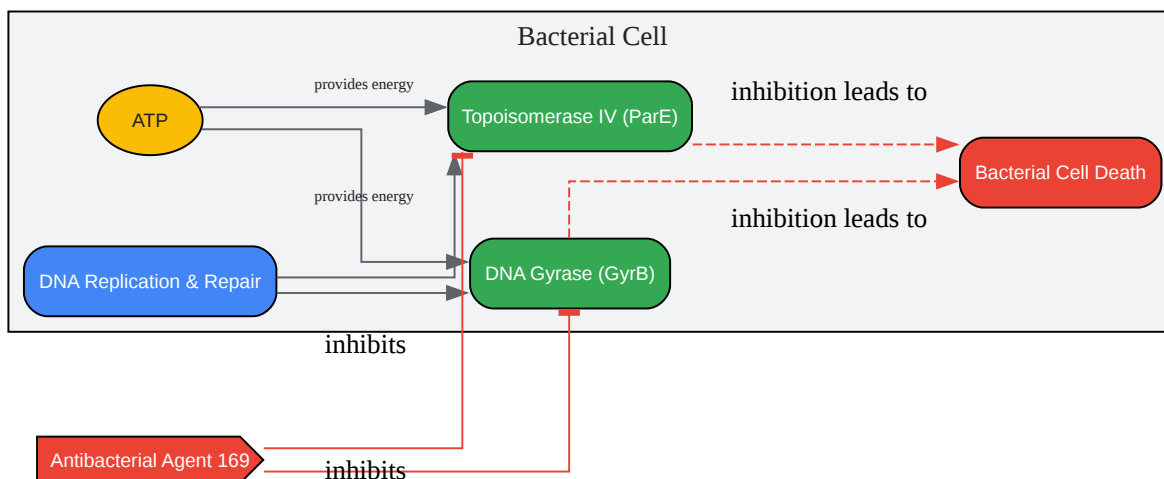 Bacterial Cell
provides energy
inhibition leads to
ATP
Topoisomerase IV (ParE)
Bacterial Cell Death
provides energy
inhibition leads to
DNA Replication & Repair
DNA Gyrase (GyrB)
inhibits
Antibacterial Agent 169
inhibits